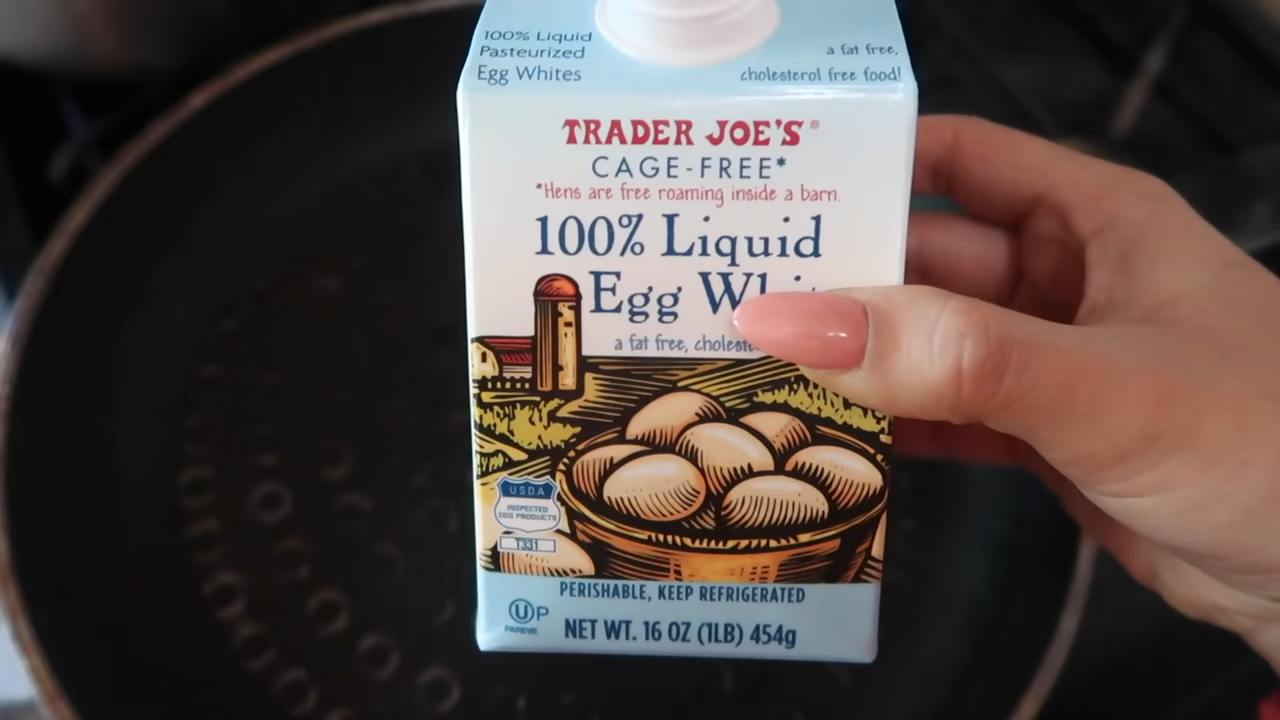 100% Liquid
Pasteurized
Egg Whites
a fat free,
cholesterol free food!
TRADER JOE'S®
CAGE-FREE*
*Hens are free roaming inside a barn.
100% Liquid
Egg
a fat free,
USDA
INSPECTED
EGG PRODUCTS
1331
PERISHABLE, KEEP REFRIGERATED
U P
PAREVE
NET WT. 16 OZ (1LB) 454g